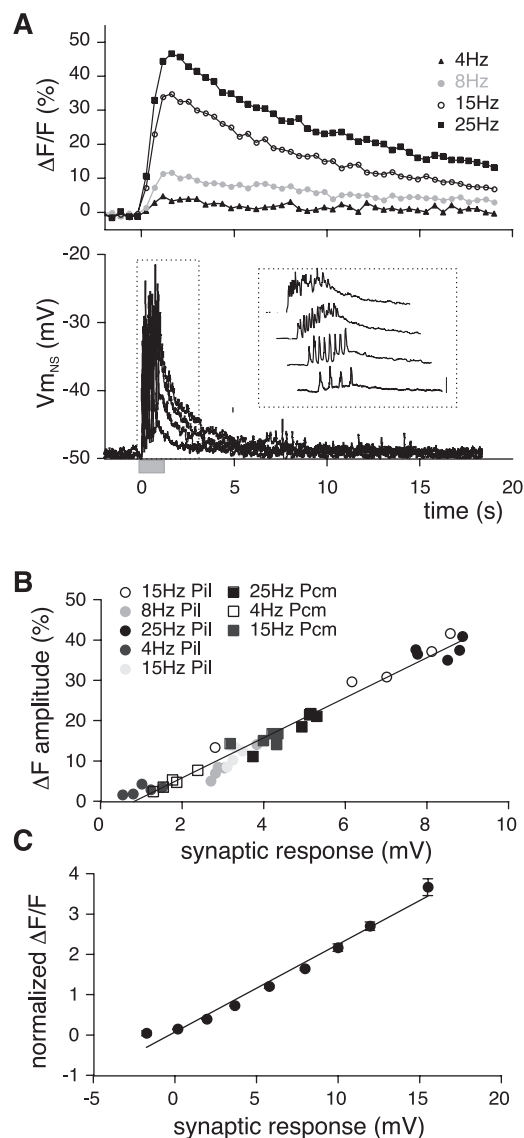 A
ΔF/F (%)
50
40
30
20
10
0
4Hz
8Hz
15Hz
25Hz
VmNS (mV)
-20
-30
-40
-50
0 5 10 15 20
time (s)
B
ΔF amplitude (%)
50
40
30
20
10
0
15Hz Pil 25Hz Pcm
8Hz Pil 4Hz Pcm
25Hz Pil 15Hz Pcm
4Hz Pil
15Hz Pil
0 2 4 6 8 10
synaptic response (mV)
C
normalized ΔF/F
4
3
2
1
0
-1
-5 0 5 10 15 20
synaptic response (mV)